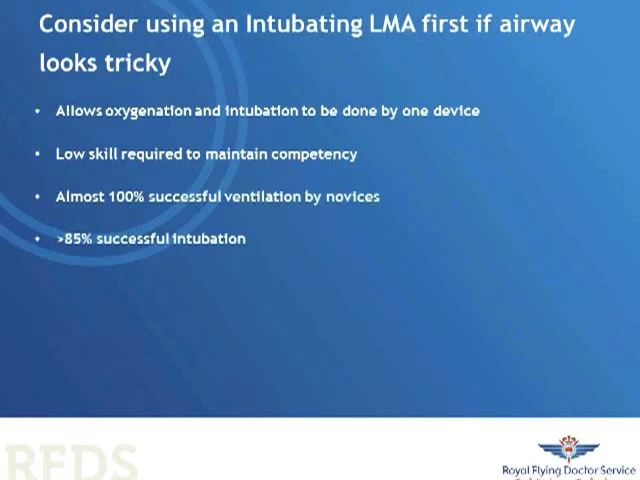 Consider using an Intubating LMA first if airway
looks tricky
• Allows oxygenation and intubation to be done by one device
• Low skill required to maintain competency
• Almost 100% successful ventilation by novices
• >85% successful intubation
RFDS
Royal Flying Doctor Service